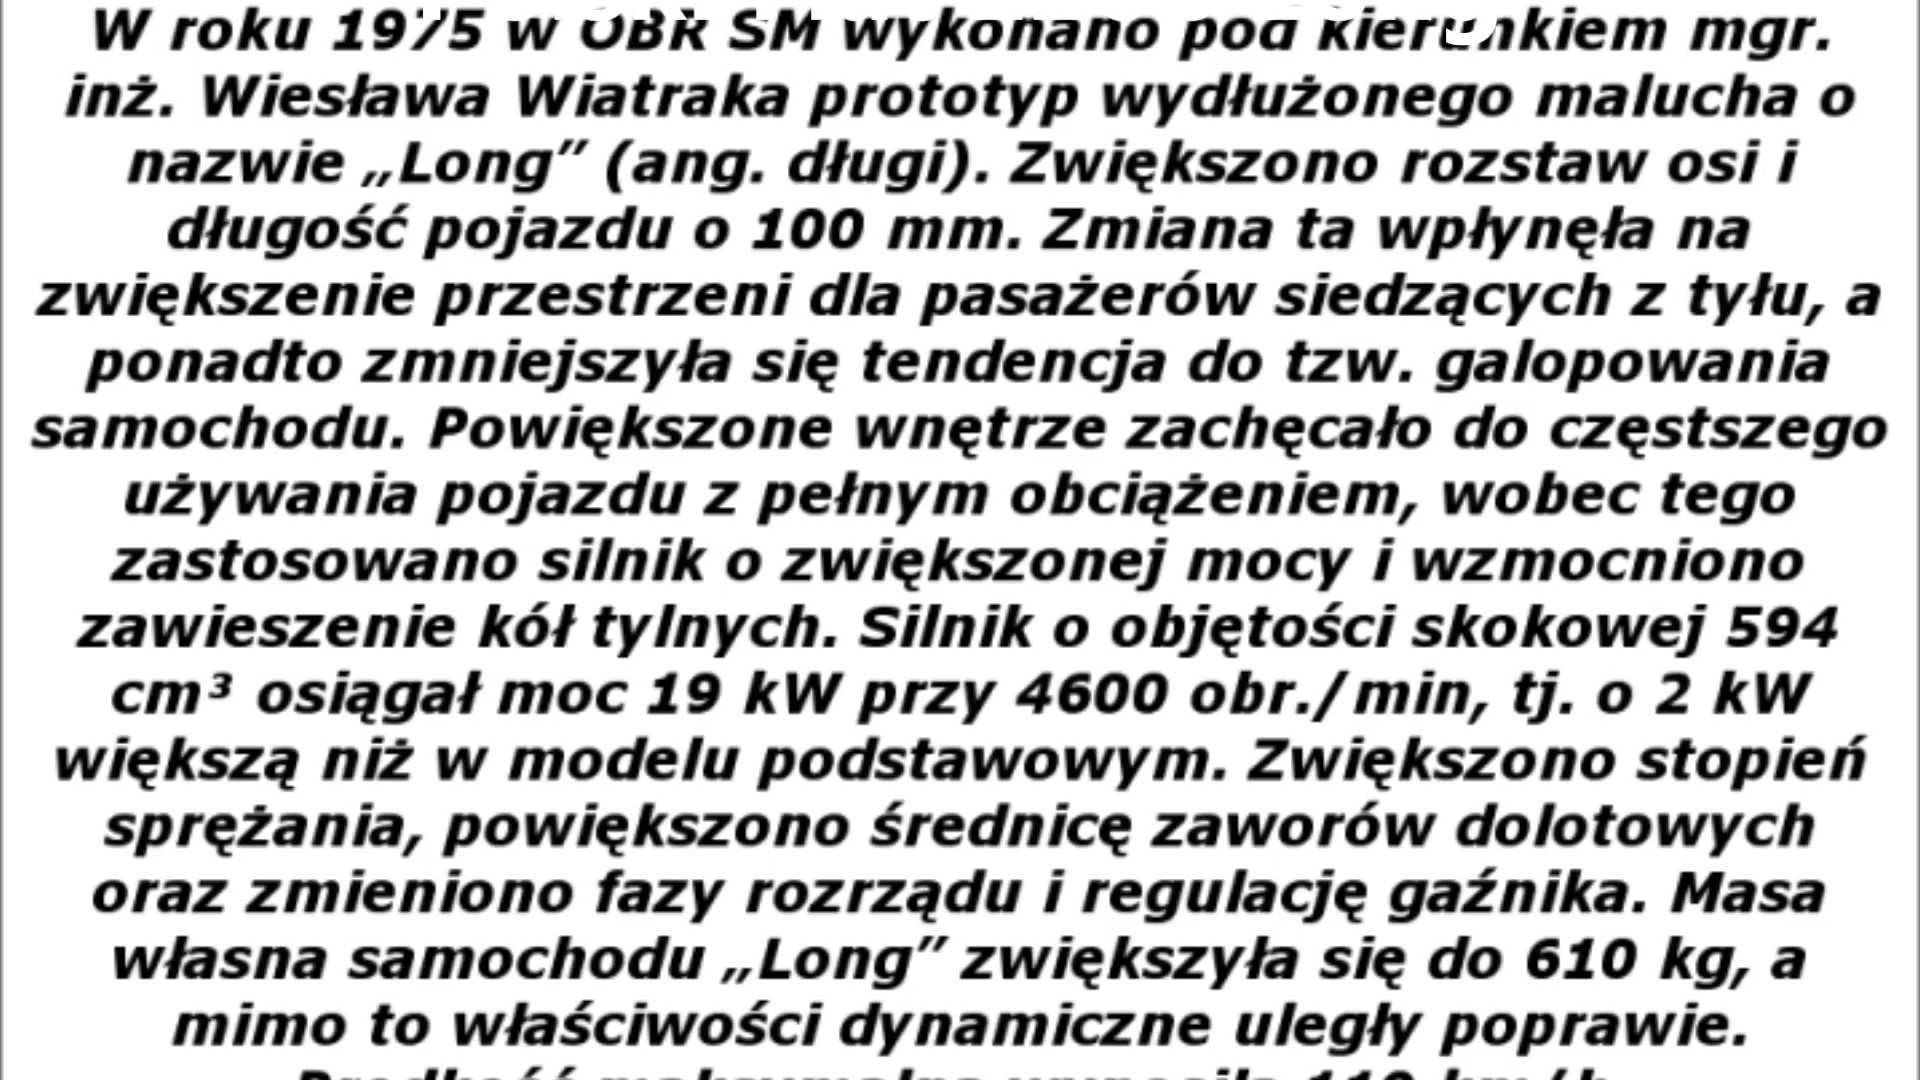 W roku 1975 w OBR SM wykonano pod kierunkiem mgr.
inż. Wiesława Wiatraka prototyp wydłużonego malucha o
nazwie „Long” (ang. długi). Zwiększono rozstaw osi i
długość pojazdu o 100 mm. Zmiana ta wpłynęła na
zwiększenie przestrzeni dla pasażerów siedzących z tyłu, a
ponadto zmniejszyła się tendencja do tzw. galopowania
samochodu. Powiększone wnętrze zachęcało do częstszego
używania pojazdu z pełnym obciążeniem, wobec tego
zastosowano silnik o zwiększonej mocy i wzmocniono
zawieszenie kół tylnych. Silnik o objętości skokowej 594
cm³ osiągał moc 19 kW przy 4600 obr./min, tj. o 2 kW
większą niż w modelu podstawowym. Zwiększono stopień
sprężania, powiększono średnicę zaworów dolotowych
oraz zmieniono fazy rozrządu i regulację gaźnika. Masa
własna samochodu „Long” zwiększyła się do 610 kg, a
mimo to właściwości dynamiczne uległy poprawie.